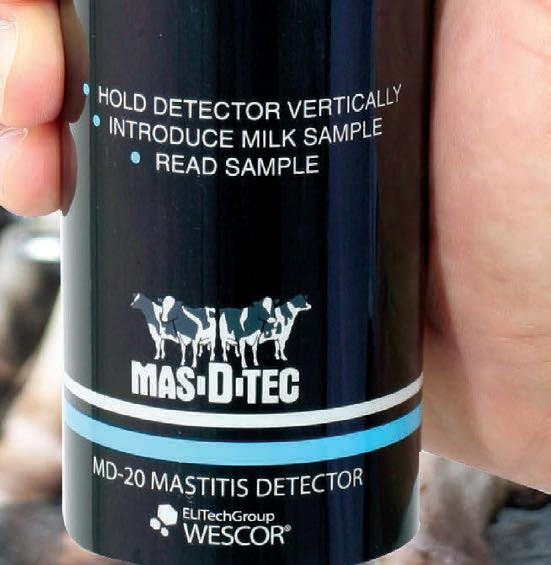 • HOLD DETECTOR VERTICALLY
• INTRODUCE MILK SAMPLE
• READ SAMPLE
MAS·D·TEC
MD-20 MASTITIS DETECTOR
ELITechGroup
WESCOR®